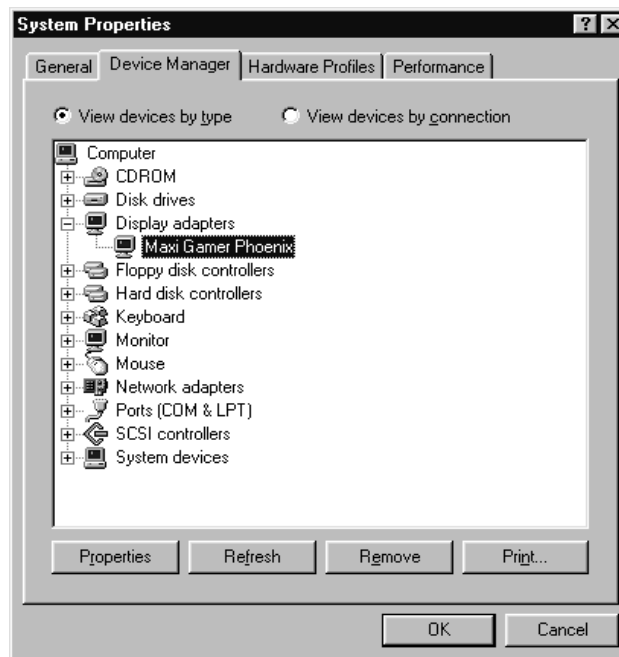 System Properties
General Device Manager Hardware Profiles Performance
View devices by type View devices by connection
Computer
CDROM
Disk drives
Display adapters
Maxi Gamer Phoenix
Floppy disk controllers
Hard disk controllers
Keyboard
Monitor
Mouse
Network adapters
Ports (COM & LPT)
SCSI controllers
System devices
Properties Refresh Remove Print...
OK Cancel